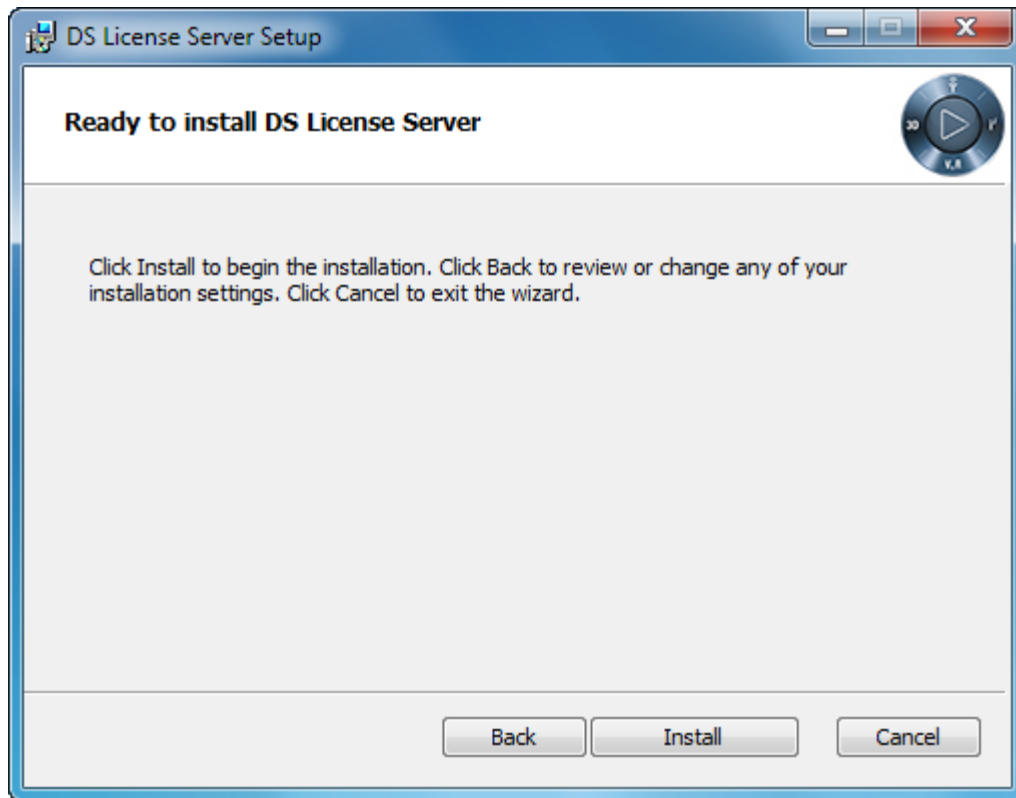 DS License Server Setup
Ready to install DS License Server
3D
V,R
Click Install to begin the installation. Click Back to review or change any of your
installation settings. Click Cancel to exit the wizard.
Back
Install
Cancel